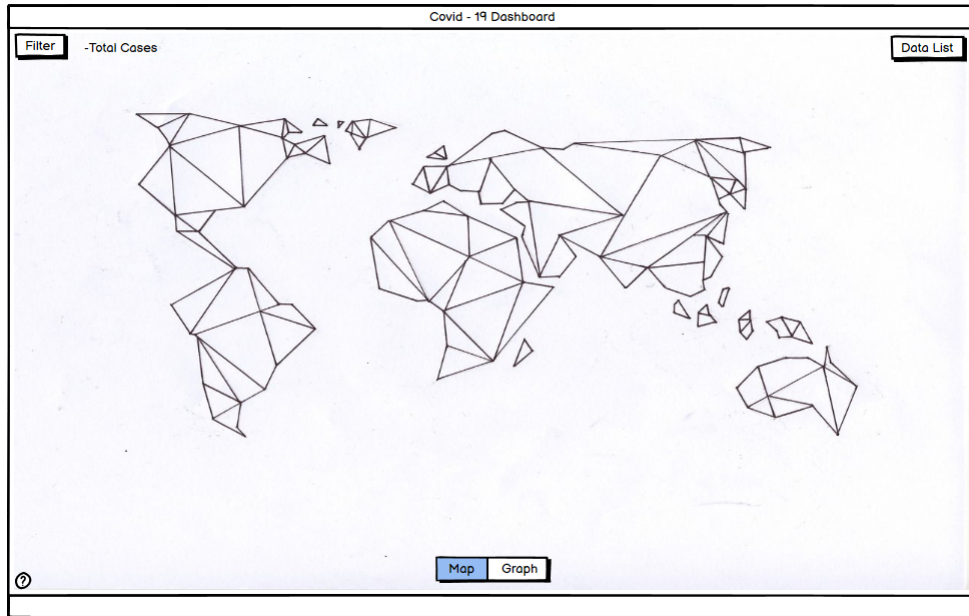 Covid - 19 Dashboard
Filter
-Total Cases
Data List
Map
Graph
?